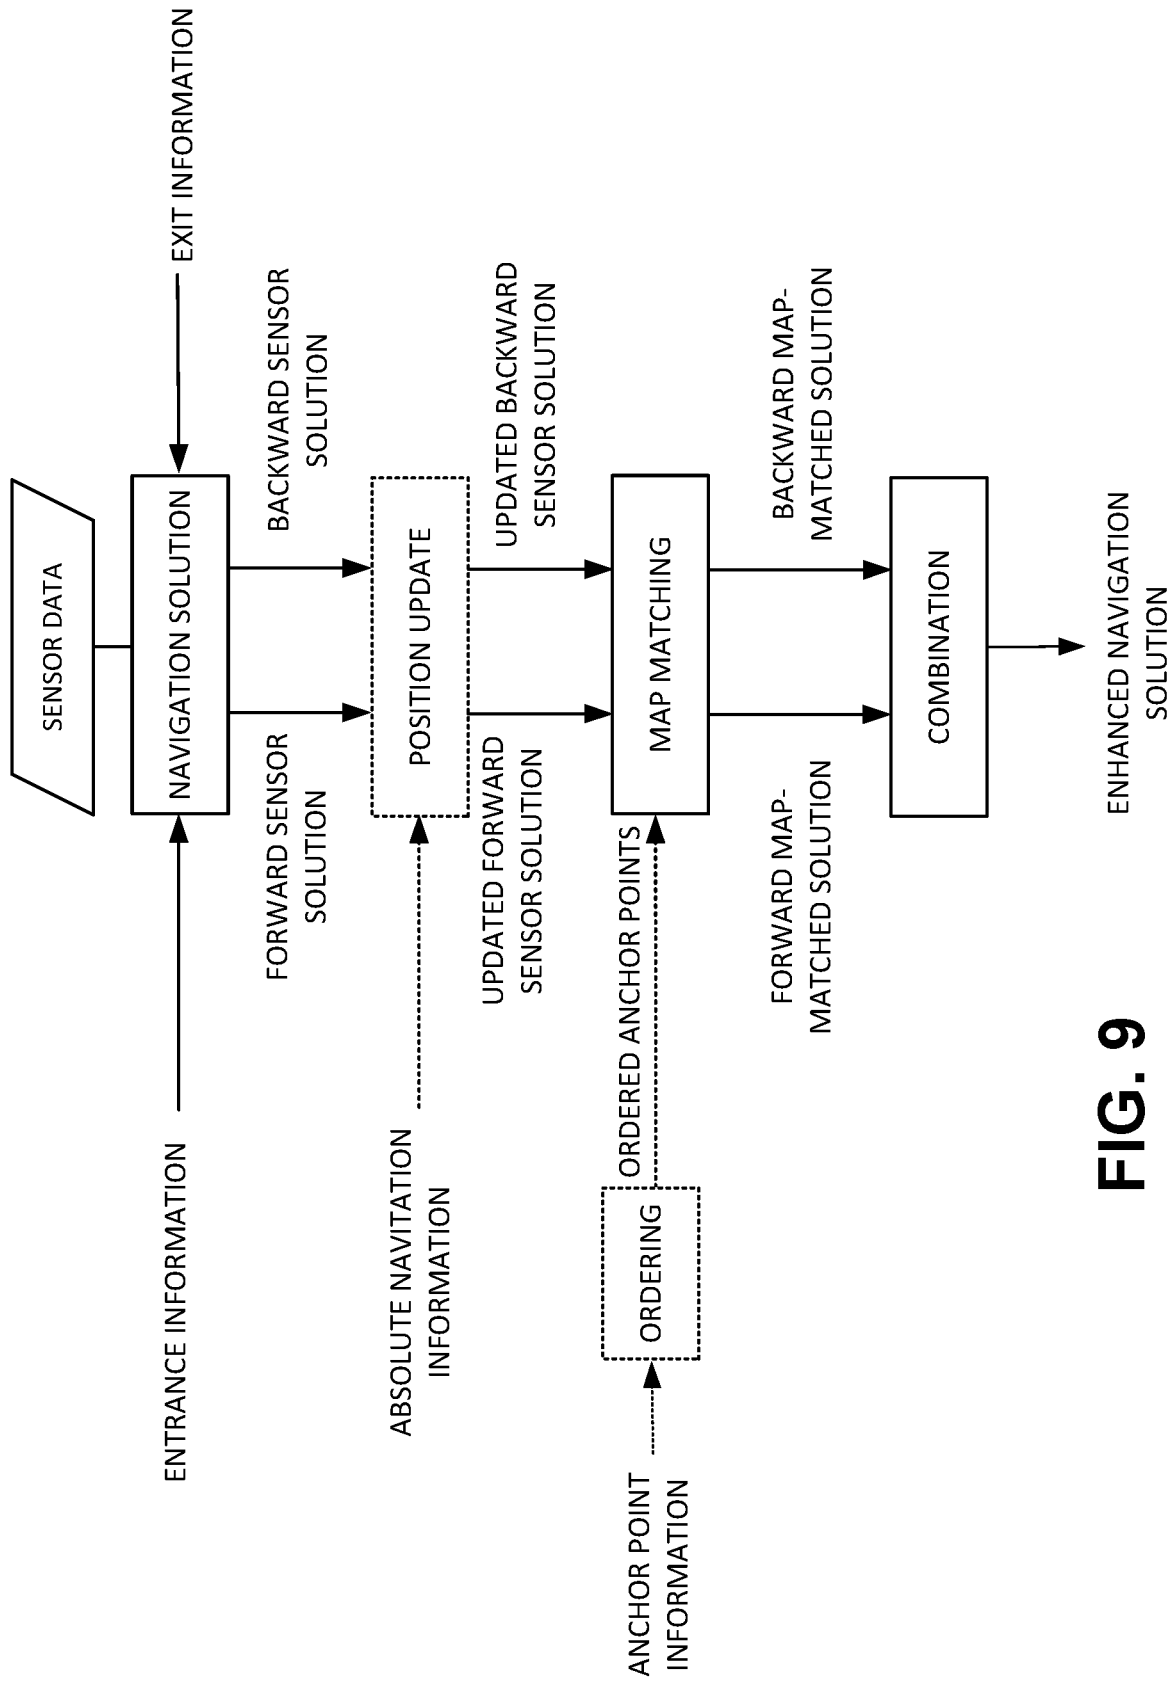 SENSOR DATA
ENTRANCE INFORMATION
NAVIGATION SOLUTION
EXIT INFORMATION
FORWARD SENSOR
SOLUTION
BACKWARD SENSOR
SOLUTION
ABSOLUTE NAVITATION
INFORMATION
POSITION UPDATE
UPDATED FORWARD
SENSOR SOLUTION
UPDATED BACKWARD
SENSOR SOLUTION
ANCHOR POINT
INFORMATION
ORDERING
ORDERED ANCHOR POINTS
MAP MATCHING
FORWARD MAP-
MATCHED SOLUTION
BACKWARD MAP-
MATCHED SOLUTION
COMBINATION
ENHANCED NAVIGATION
SOLUTION
FIG. 9